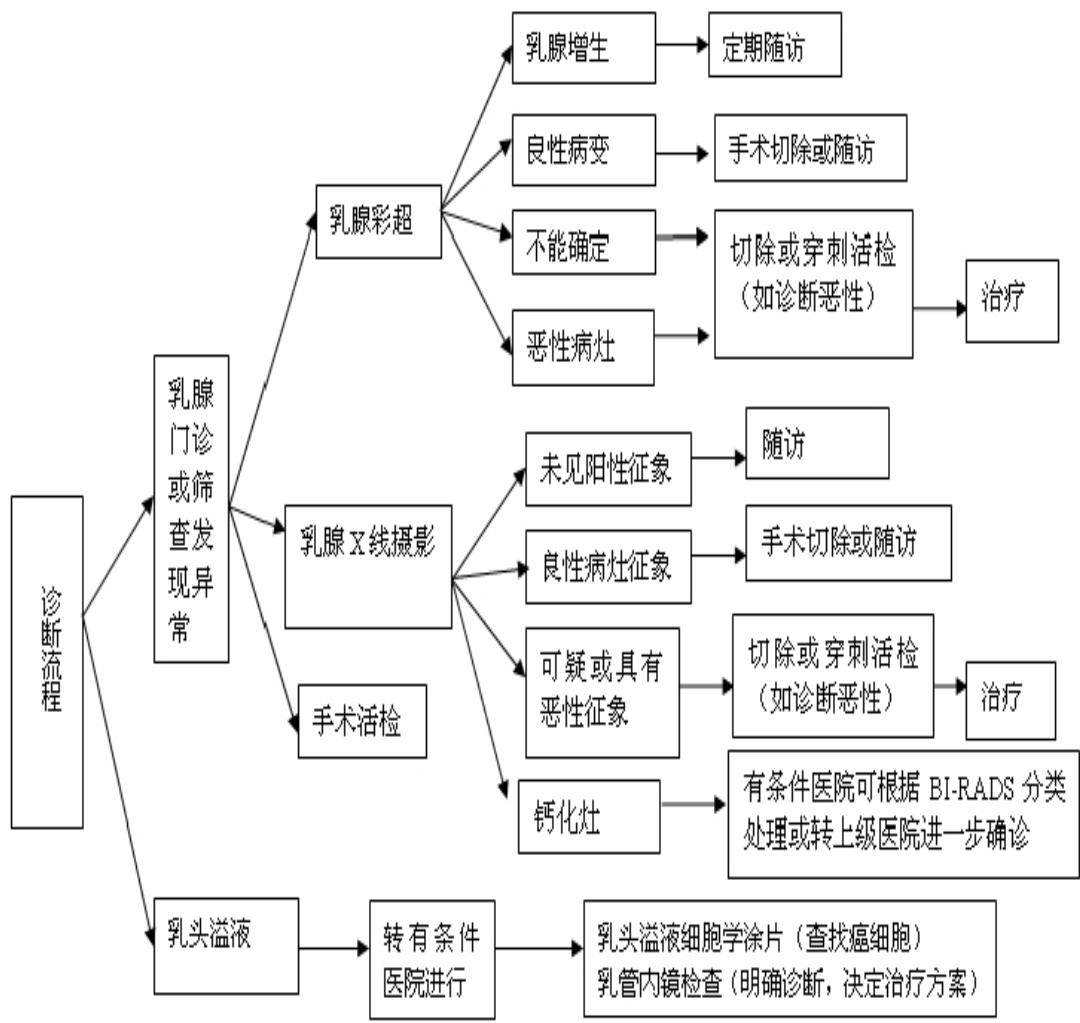 乳腺增生
定期随访
良性病变
手术切除或随访
乳腺彩超
不能确定
切除或穿刺活检
（如诊断恶性）
治疗
恶性病灶
乳腺
门诊
或筛
查发
现异
常
未见阳性征象
随访
乳腺 X 线摄影
良性病灶征象
手术切除或随访
诊断流程
可疑或具有
恶性征象
切除或穿刺活检
（如诊断恶性）
治疗
手术活检
钙化灶
有条件医院可根据 BI-RADS 分类
处理或转上级医院进一步确诊
乳头溢液
转有条件
医院进行
乳头溢液细胞学涂片（查找癌细胞）
乳管内镜检查（明确诊断，决定治疗方案）